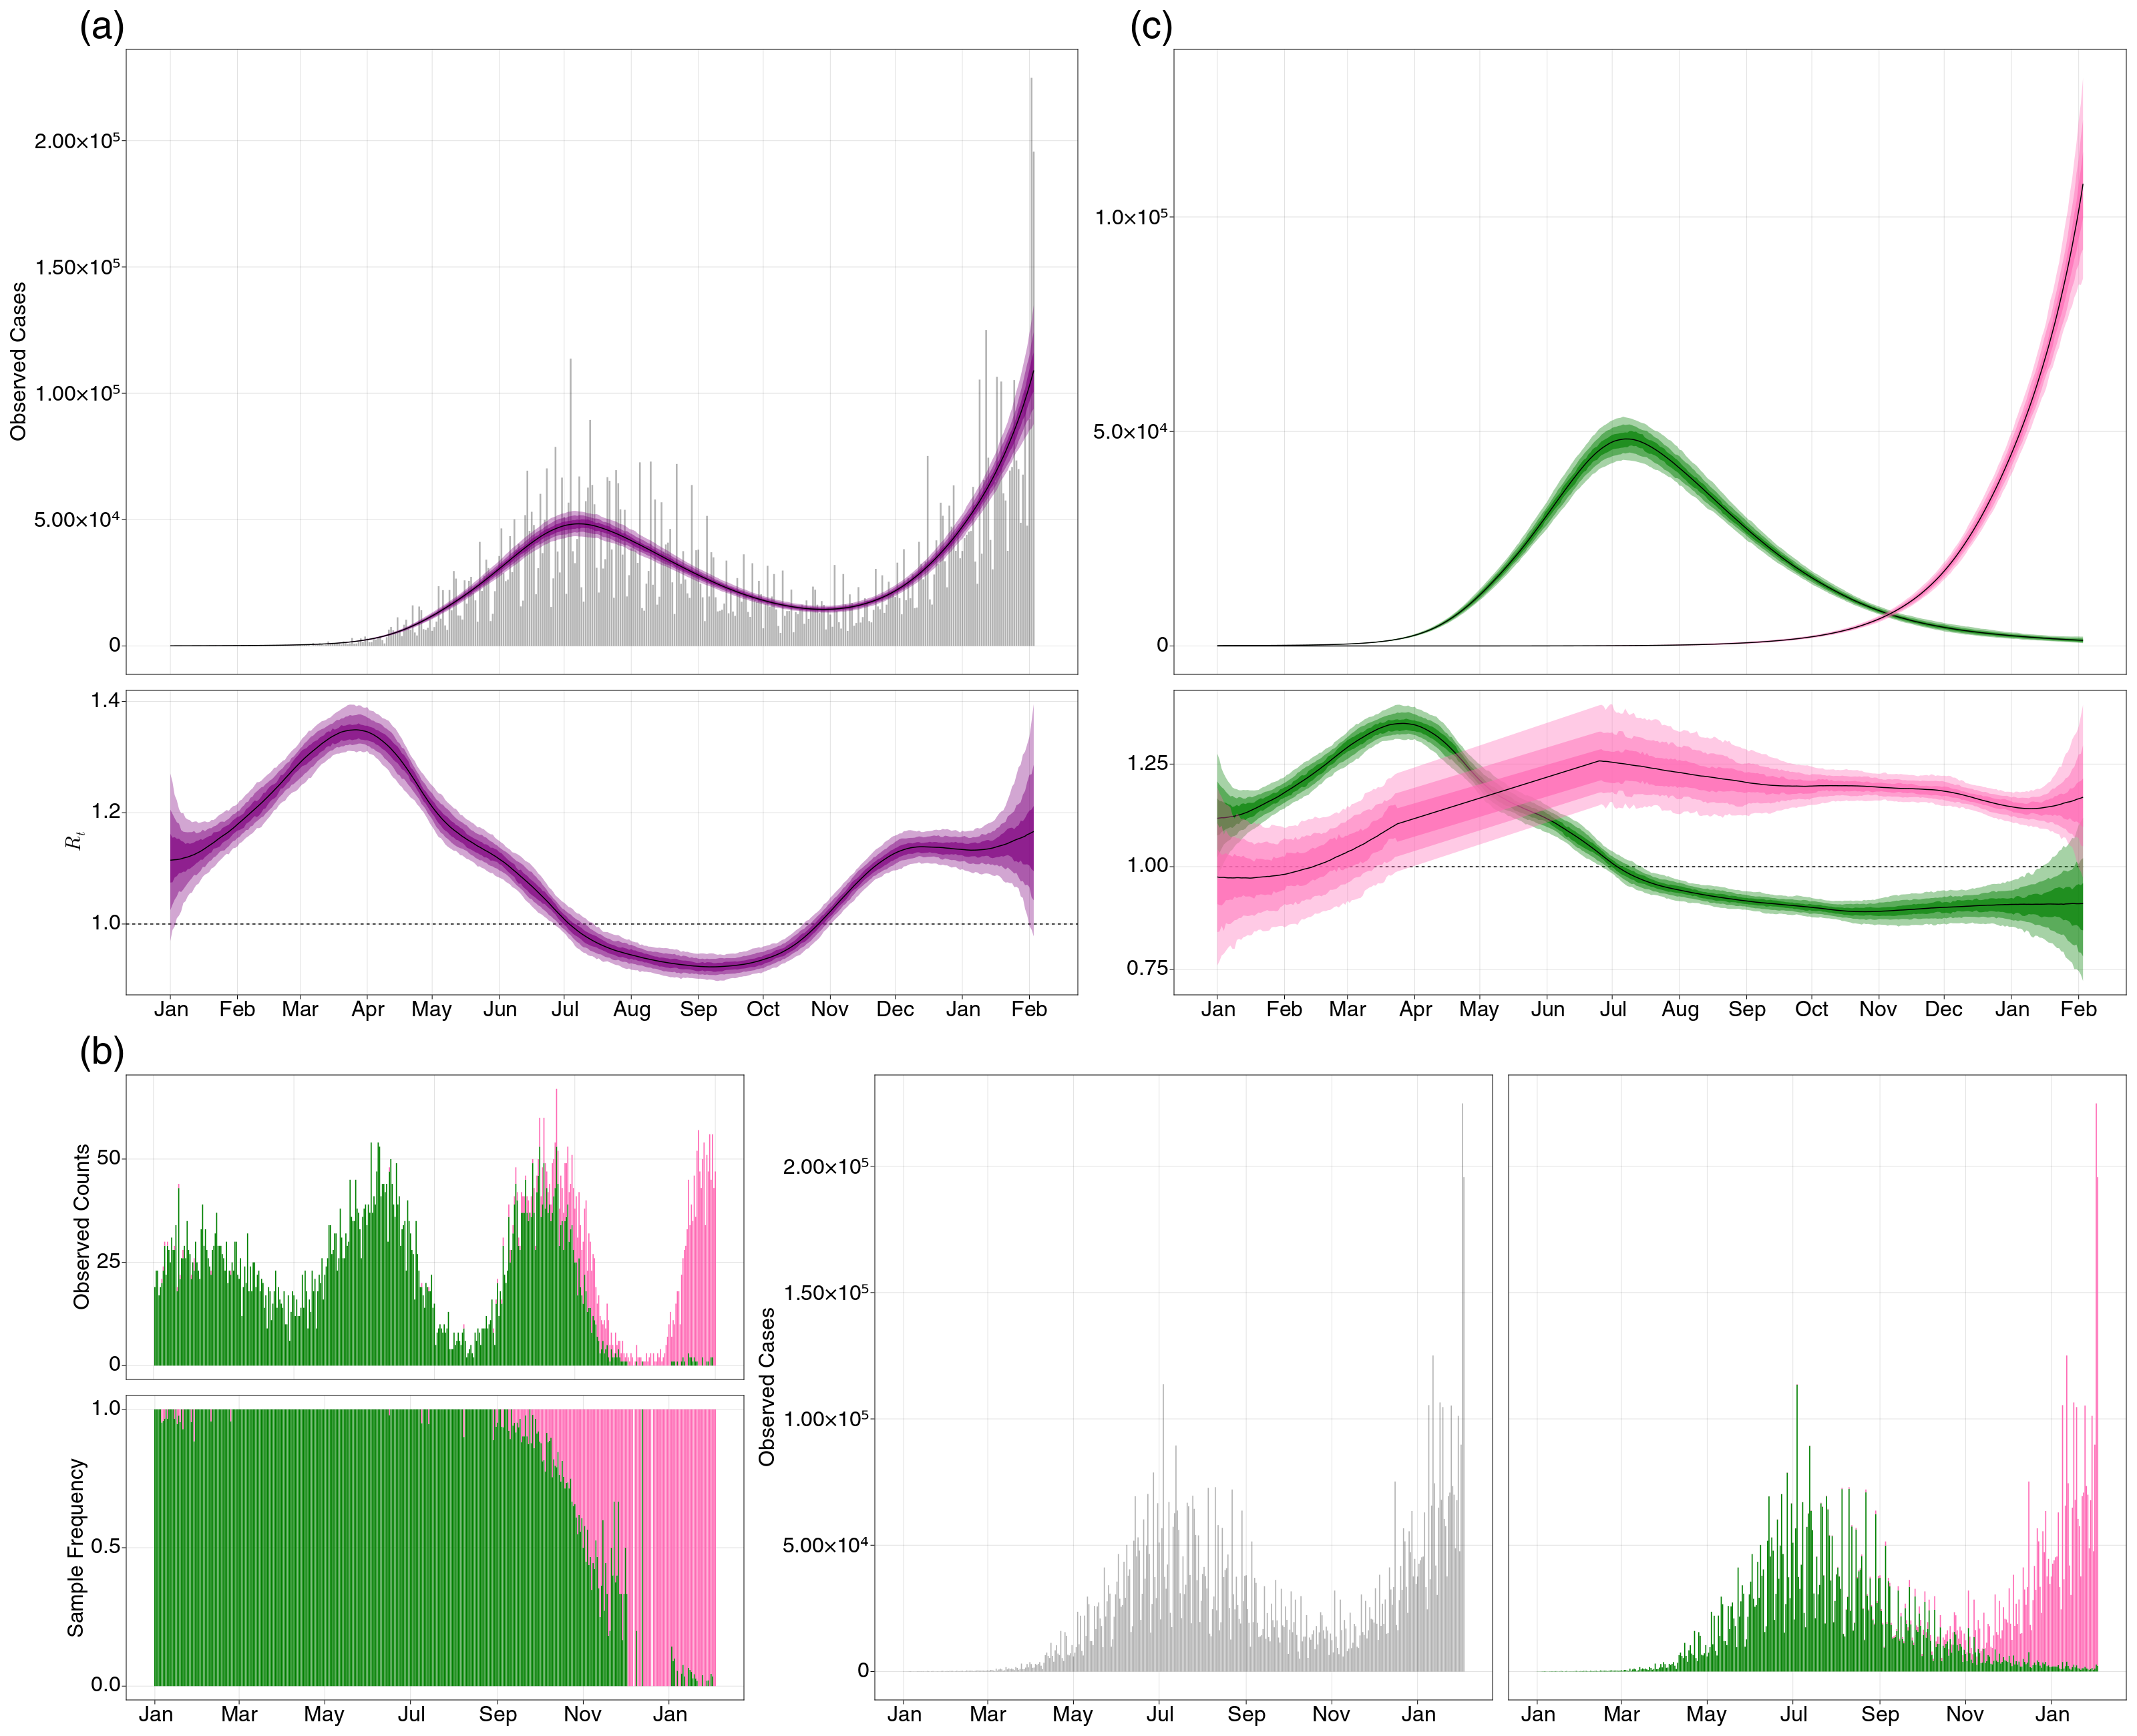 (a)
Observed Cases
2.00×10⁵
1.50×10⁵
1.00×10⁵
5.00×10⁴
0
R_t
1.4
1.2
1.0
Jan Feb Mar Apr May Jun Jul Aug Sep Oct Nov Dec Jan Feb
(c)
1.0×10⁵
5.0×10⁴
0
1.25
1.00
0.75
Jan Feb Mar Apr May Jun Jul Aug Sep Oct Nov Dec Jan Feb
(b)
Observed Counts
50
25
0
Sample Frequency
1.0
0.5
0.0
Jan Mar May Jul Sep Nov Jan
Observed Cases
2.00×10⁵
1.50×10⁵
1.00×10⁵
5.00×10⁴
0
Jan Mar May Jul Sep Nov Jan
Jan Mar May Jul Sep Nov Jan